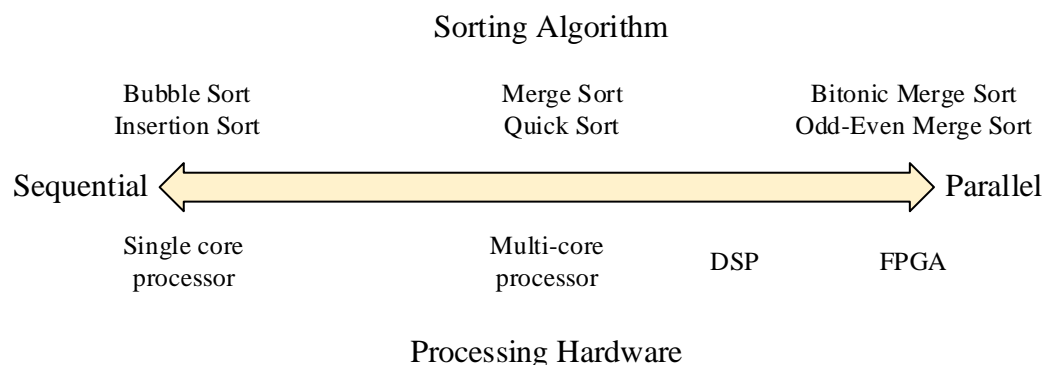 Sorting Algorithm
Bubble Sort
Insertion Sort
Merge Sort
Quick Sort
Bitonic Merge Sort
Odd-Even Merge Sort
Sequential
Parallel
Single core
processor
Multi-core
processor
DSP
FPGA
Processing Hardware